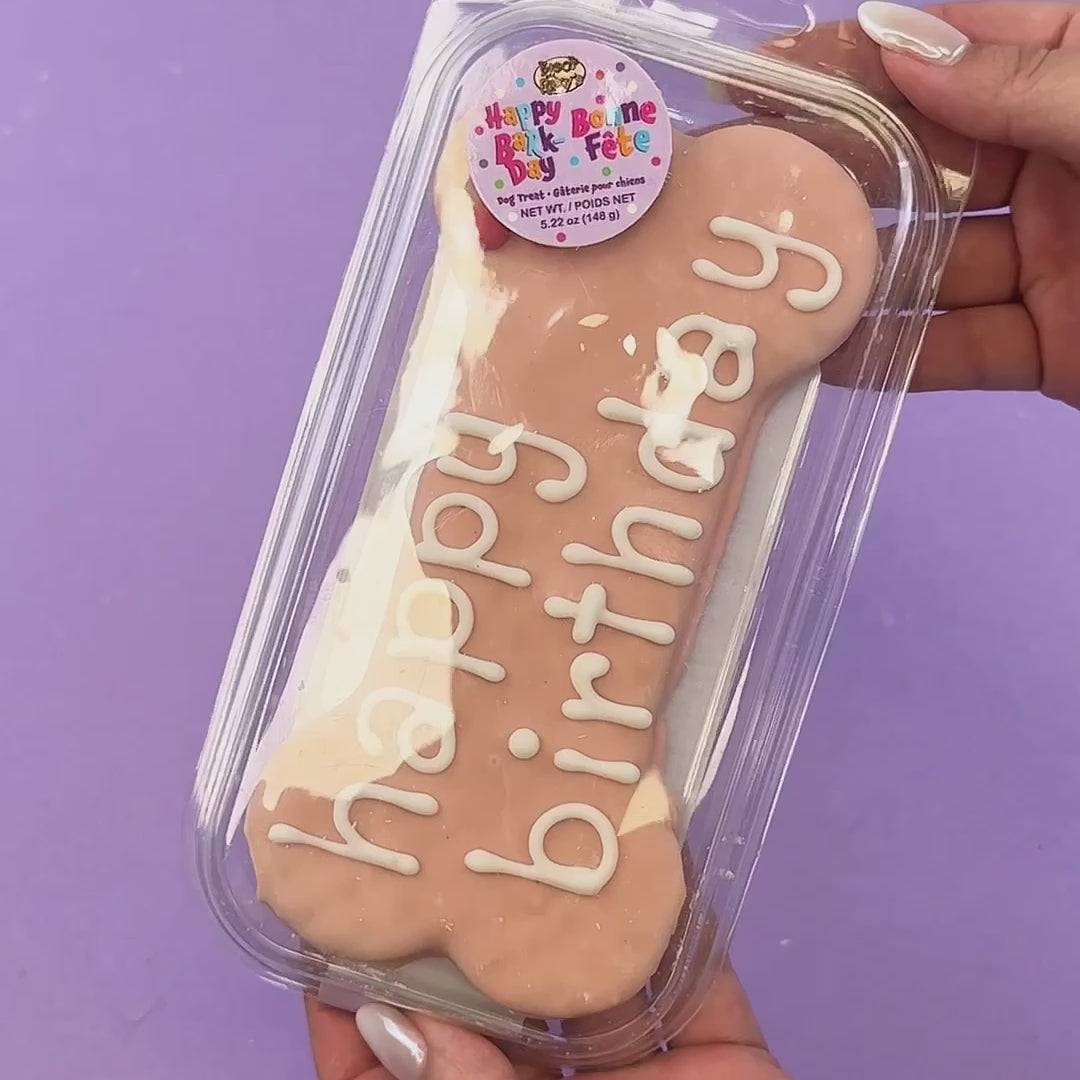 Happy
Bark-
Day
Bonne
Fête
Dog Treat • Gâterie pour chiens
NET WT. / POIDS NET
5.22 oz (148 g)
happy
birthday